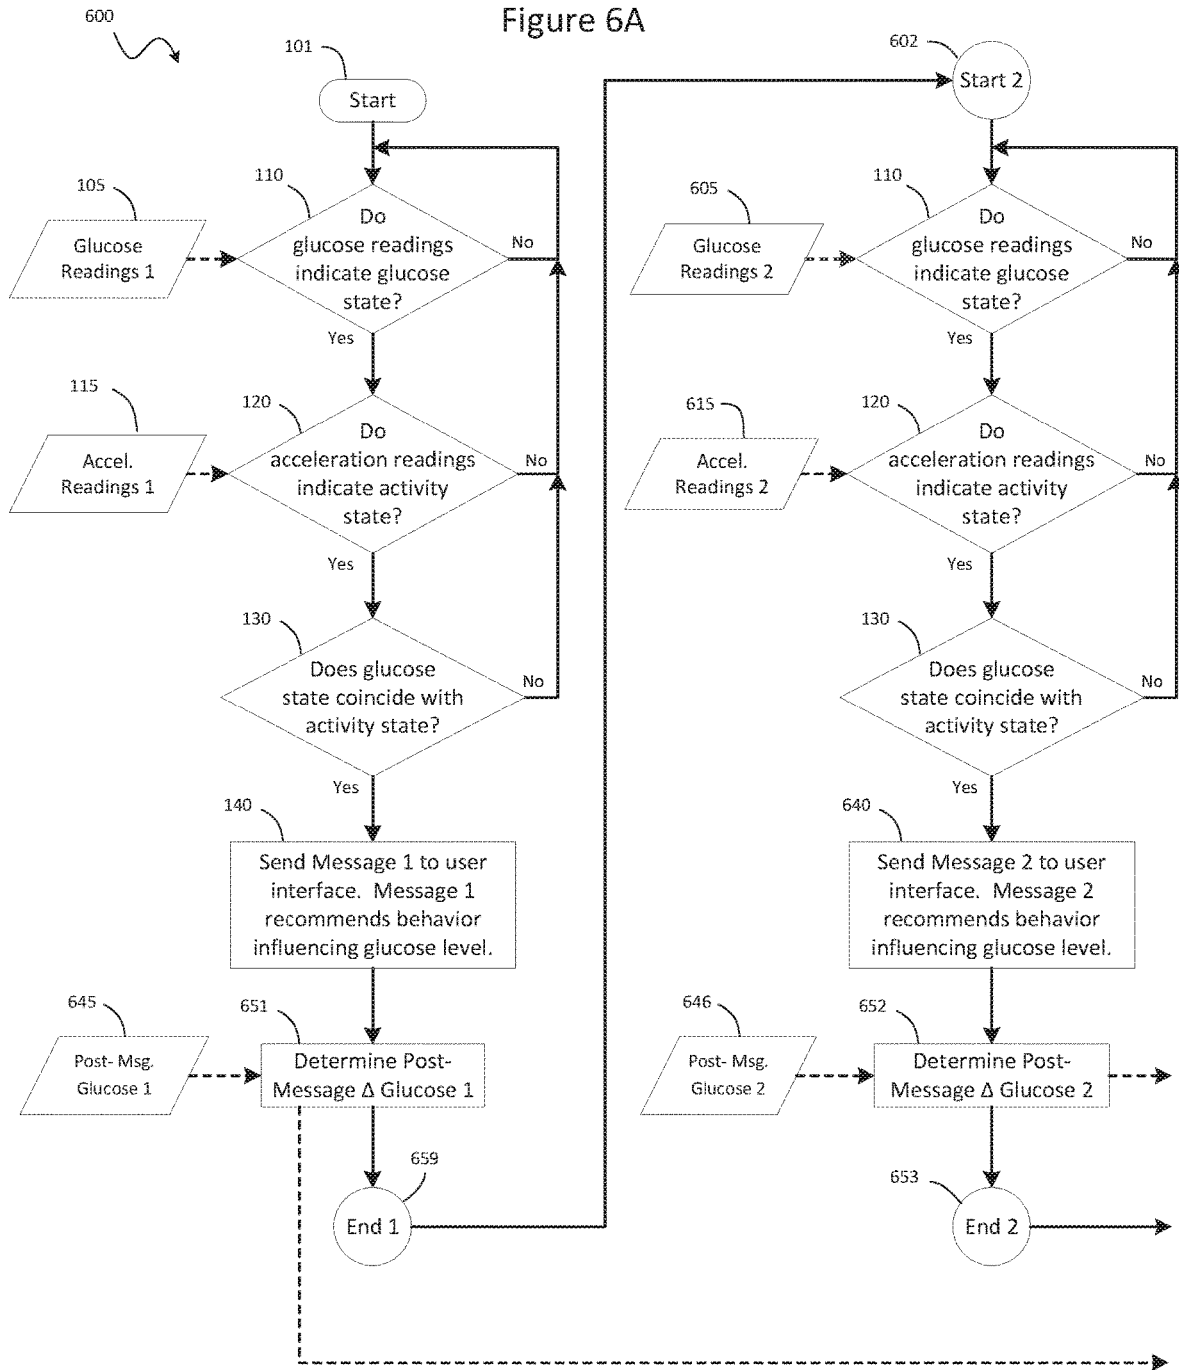 Figure 6A
600
101
Start
105
Glucose
Readings 1
110
Do
glucose readings
indicate glucose
state?
No
Yes
115
Accel.
Readings 1
120
Do
acceleration readings
indicate activity
state?
No
Yes
130
Does glucose
state coincide with
activity state?
No
Yes
140
Send Message 1 to user
interface. Message 1
recommends behavior
influencing glucose level.
645
Post- Msg.
Glucose 1
651
Determine Post-
Message Δ Glucose 1
659
End 1
602
Start 2
605
Glucose
Readings 2
110
Do
glucose readings
indicate glucose
state?
No
Yes
615
Accel.
Readings 2
120
Do
acceleration readings
indicate activity
state?
No
Yes
130
Does glucose
state coincide with
activity state?
No
Yes
640
Send Message 2 to user
interface. Message 2
recommends behavior
influencing glucose level.
646
Post- Msg.
Glucose 2
652
Determine Post-
Message Δ Glucose 2
653
End 2